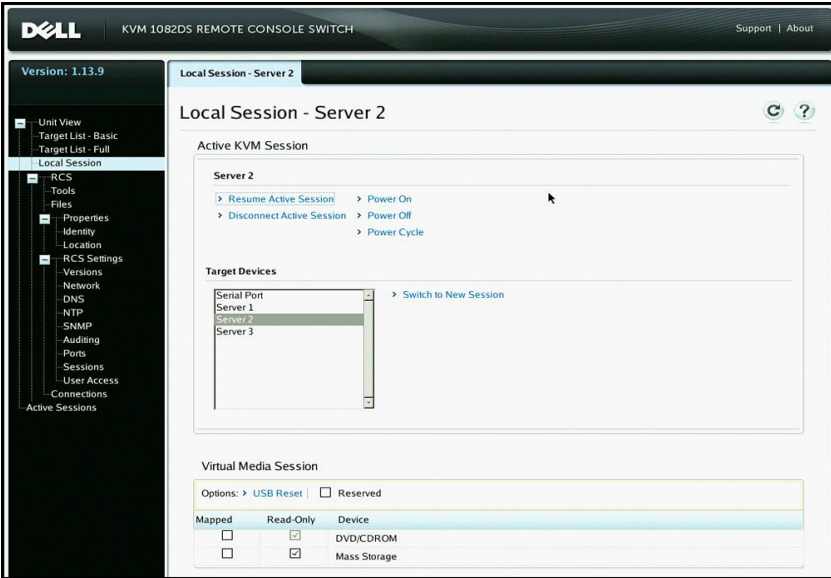 DELL KVM 1082DS REMOTE CONSOLE SWITCH Support | About
Version: 1.13.9
Local Session - Server 2
Unit View
Target List - Basic
Target List - Full
Local Session
RCS
Tools
Files
Properties
Identity
Location
RCS Settings
Versions
Network
DNS
NTP
SNMP
Auditing
Ports
Sessions
User Access
Connections
Active Sessions
Local Session - Server 2
Active KVM Session
Server 2
Resume Active Session Power On
Disconnect Active Session Power Off
Power Cycle
Target Devices
Serial Port Switch to New Session
Server 1
Server 2
Server 3
Virtual Media Session
Options: USB Reset | Reserved
Mapped Read-Only Device
DVD/CDROM
Mass Storage